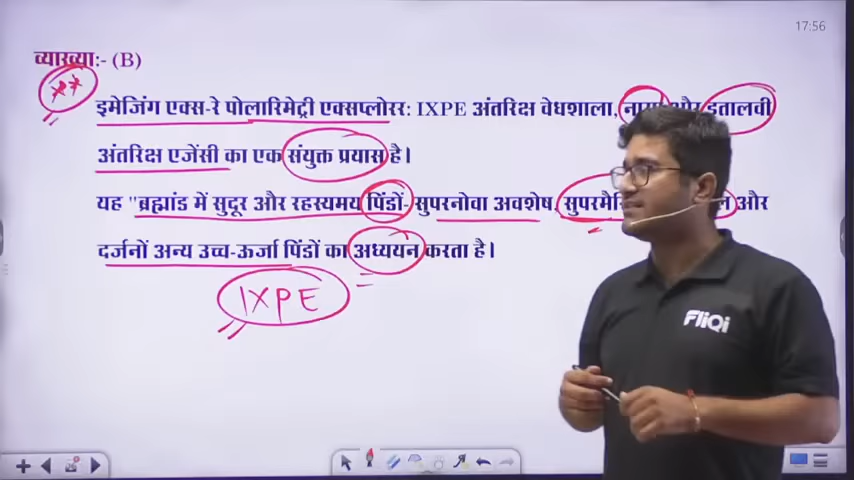 17:56
व्याख्या:- (B)
इमेजिंग एक्स-रे पोलारिमेट्री एक्सप्लोरर: IXPE अंतरिक्ष वेधशाला, और इतालवी
अंतरिक्ष एजेंसी का एक संयुक्त प्रयास है।
यह "ब्रह्मांड में सुदूर और रहस्यमय पिंडों- सुपरनोवा अवशेष, और
दर्जनों अन्य उच्च-ऊर्जा पिंडों का अध्ययन करता है।
IXPE
FliQi